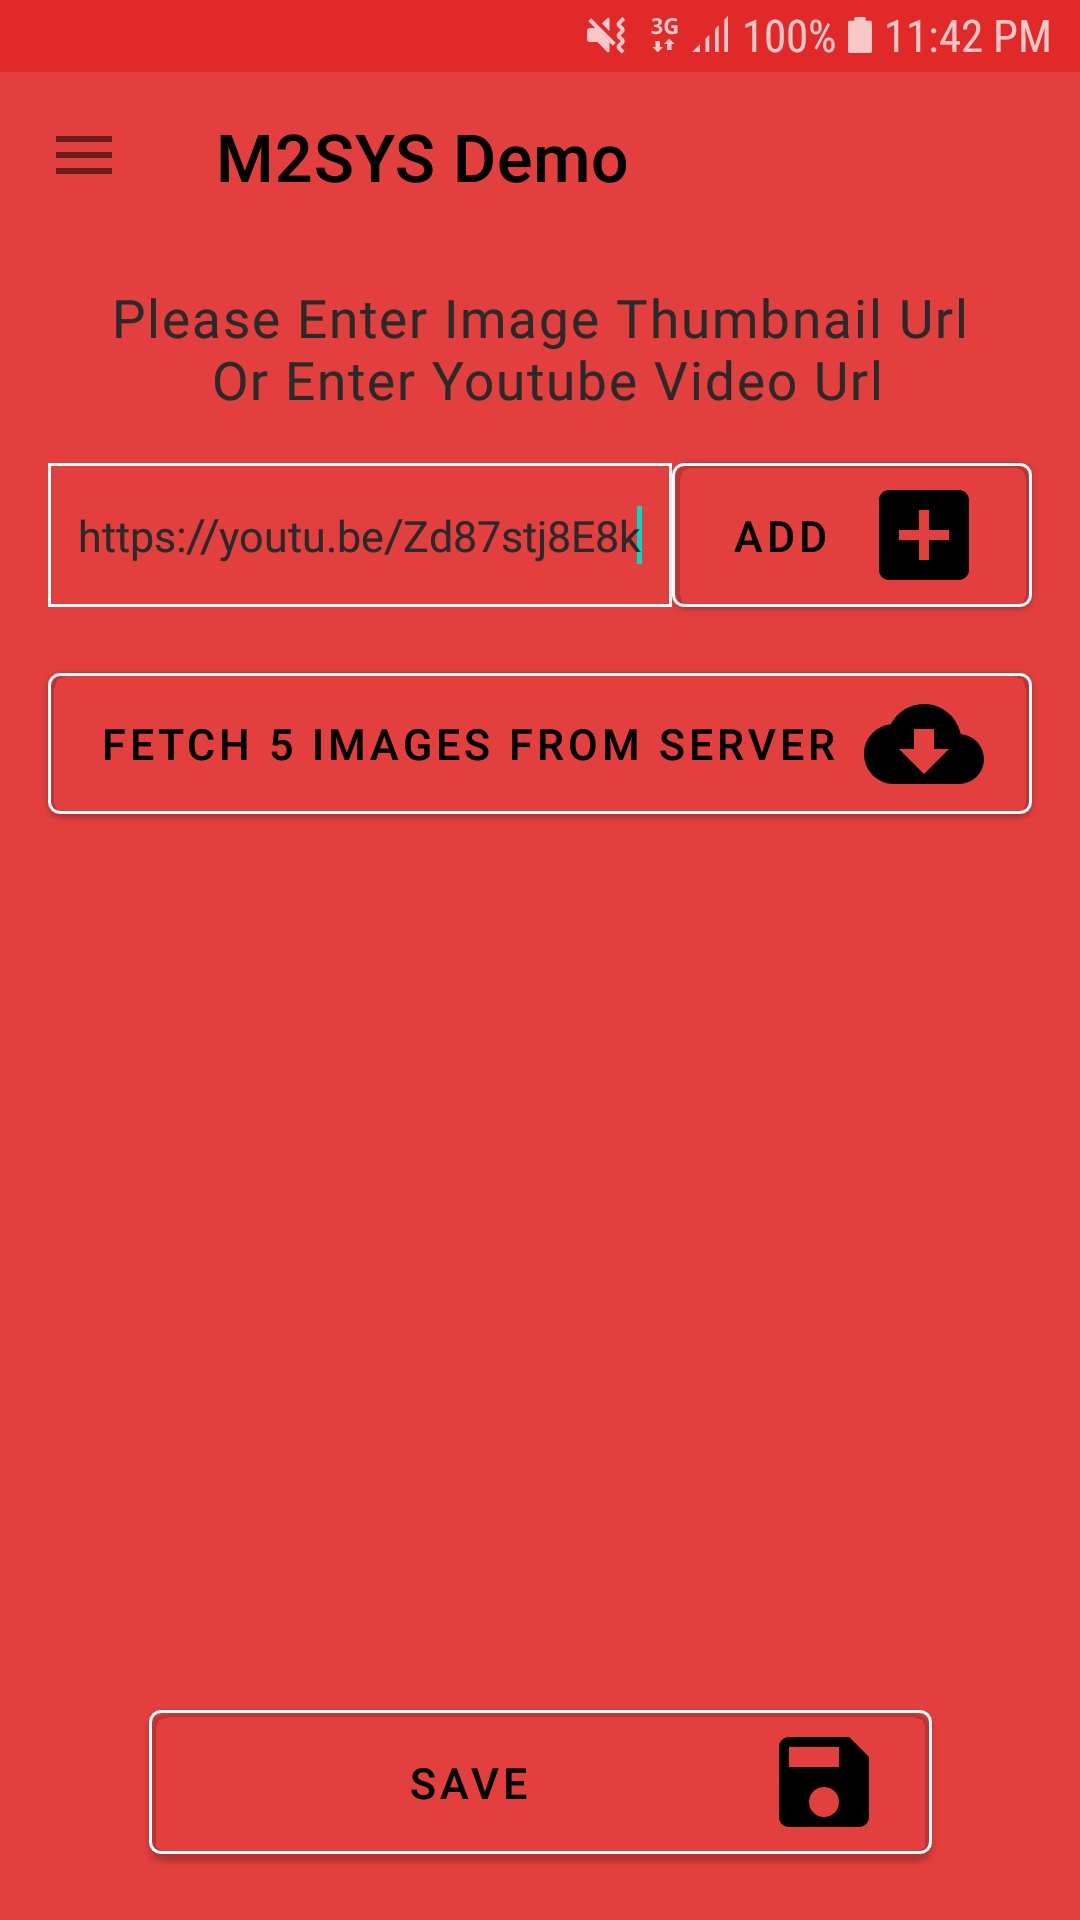 3G 100% 11:42 PM
M2SYS Demo
Please Enter Image Thumbnail Url
Or Enter Youtube Video Url
https://youtu.be/Zd87stj8E8k
ADD
FETCH 5 IMAGES FROM SERVER
SAVE